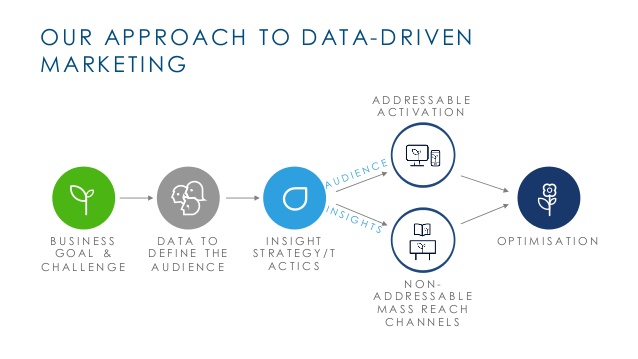 OUR APPROACH TO DATA-DRIVEN
MARKETING
ADDRESSABLE
ACTIVATION
AUDIENCE
INSIGHTS
BUSINESS
GOAL &
CHALLENGE
DATA TO
DEFINE THE
AUDIENCE
INSIGHT
STRATEGY/T
ACTICS
OPTIMISATION
NON-
ADDRESSABLE
MASS REACH
CHANNELS